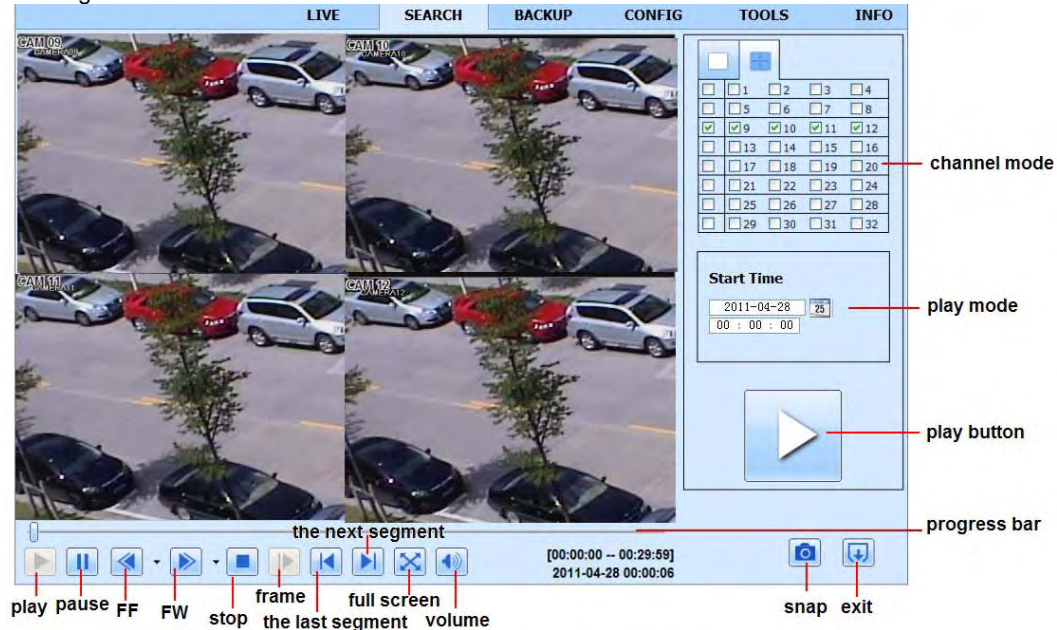 LIVE SEARCH BACKUP CONFIG TOOLS INFO
CAM 09
CAMERA09
CAM 10
CAMERA10
CAM 11
CAMERA11
CAM 12
CAMERA12
1 2 3 4
5 6 7 8
9 10 11 12
13 14 15 16
17 18 19 20
21 22 23 24
25 26 27 28
29 30 31 32
channel mode
Start Time
2011-04-28 25
00 : 00 : 00
play mode
play button
progress bar
the next segment
[00:00:00 -- 00:29:59]
2011-04-28 00:00:06
play pause FF FW stop frame the last segment full screen volume snap exit